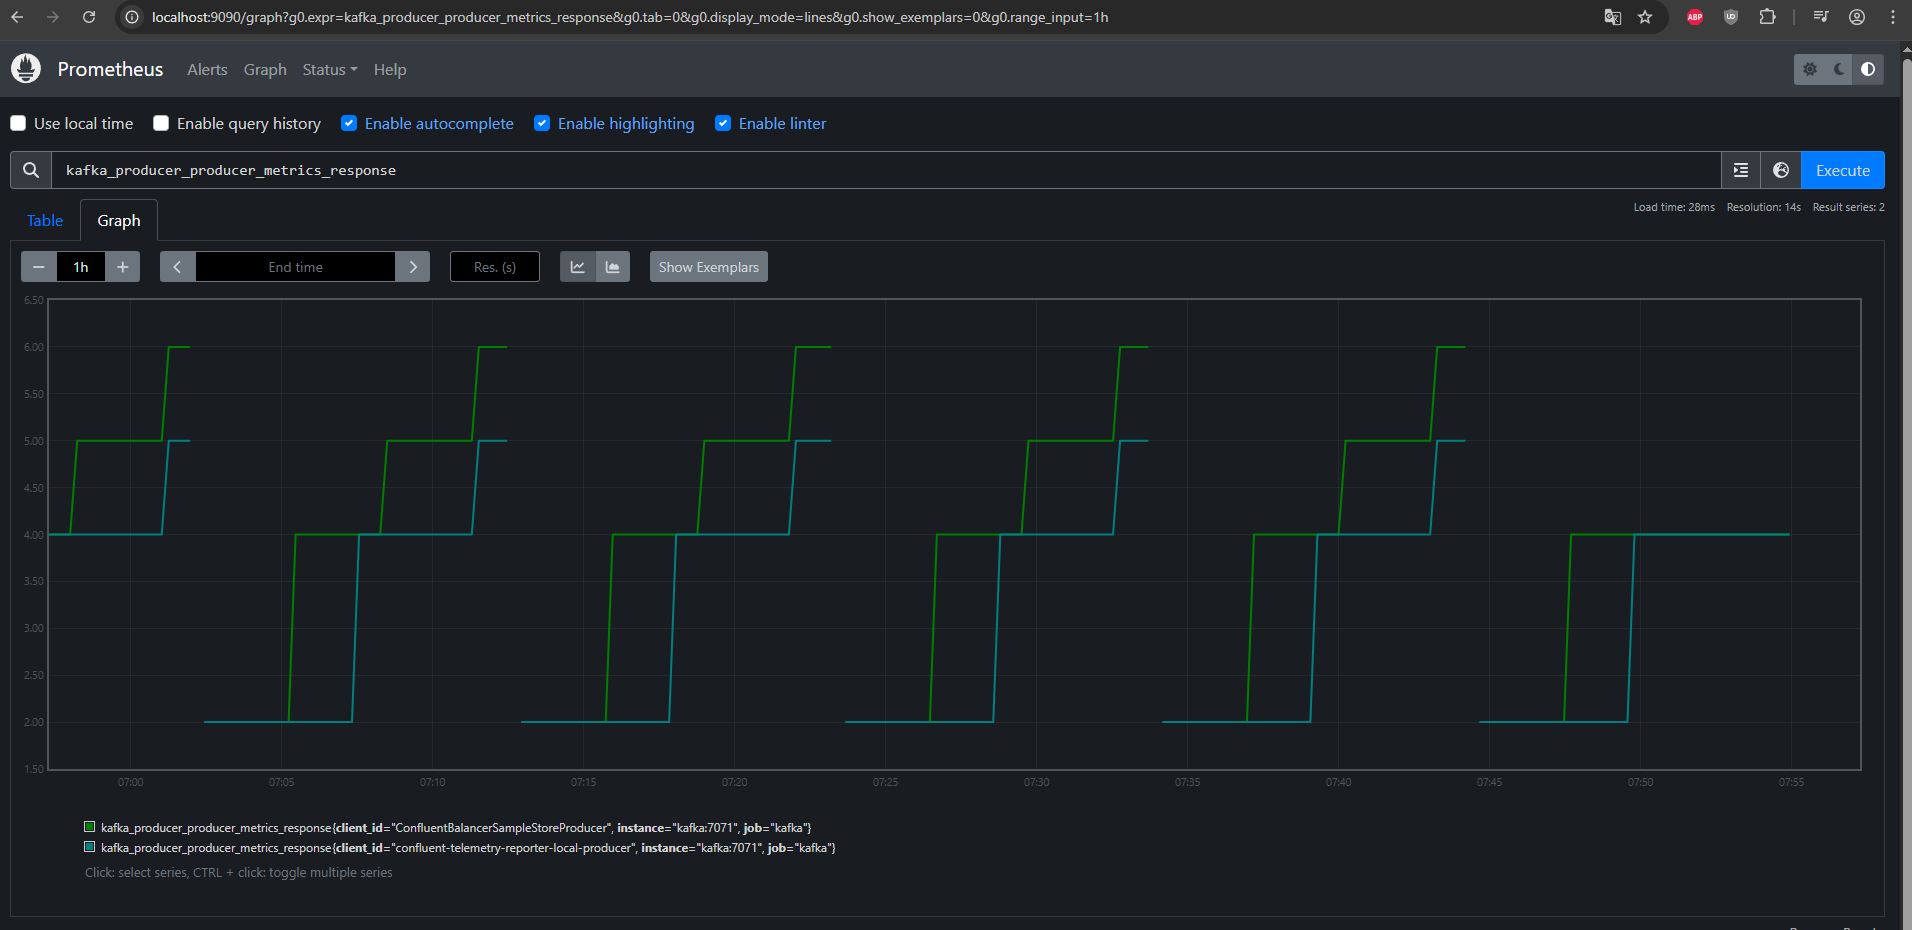 localhost:9090/graph?g0.expr=kafka_producer_producer_metrics_response&g0.tab=0&g0.display_mode=lines&g0.show_exemplars=0&g0.range_input=1h
ABP
Prometheus Alerts Graph Status Help
Use local time Enable query history Enable autocomplete Enable highlighting Enable linter
kafka_producer_producer_metrics_response Execute
Load time: 28ms Resolution: 14s Result series: 2
Table Graph
− 1h + End time Res. (s) Show Exemplars
6.50
6.00
5.50
5.00
4.50
4.00
3.50
3.00
2.50
2.00
1.50
07:00 07:05 07:10 07:15 07:20 07:25 07:30 07:35 07:40 07:45 07:50 07:55
kafka_producer_producer_metrics_response{client_id="ConfluentBalancerSampleStoreProducer", instance="kafka:7071", job="kafka"}
kafka_producer_producer_metrics_response{client_id="confluent-telemetry-reporter-local-producer", instance="kafka:7071", job="kafka"}
Click: select series, CTRL + click: toggle multiple series